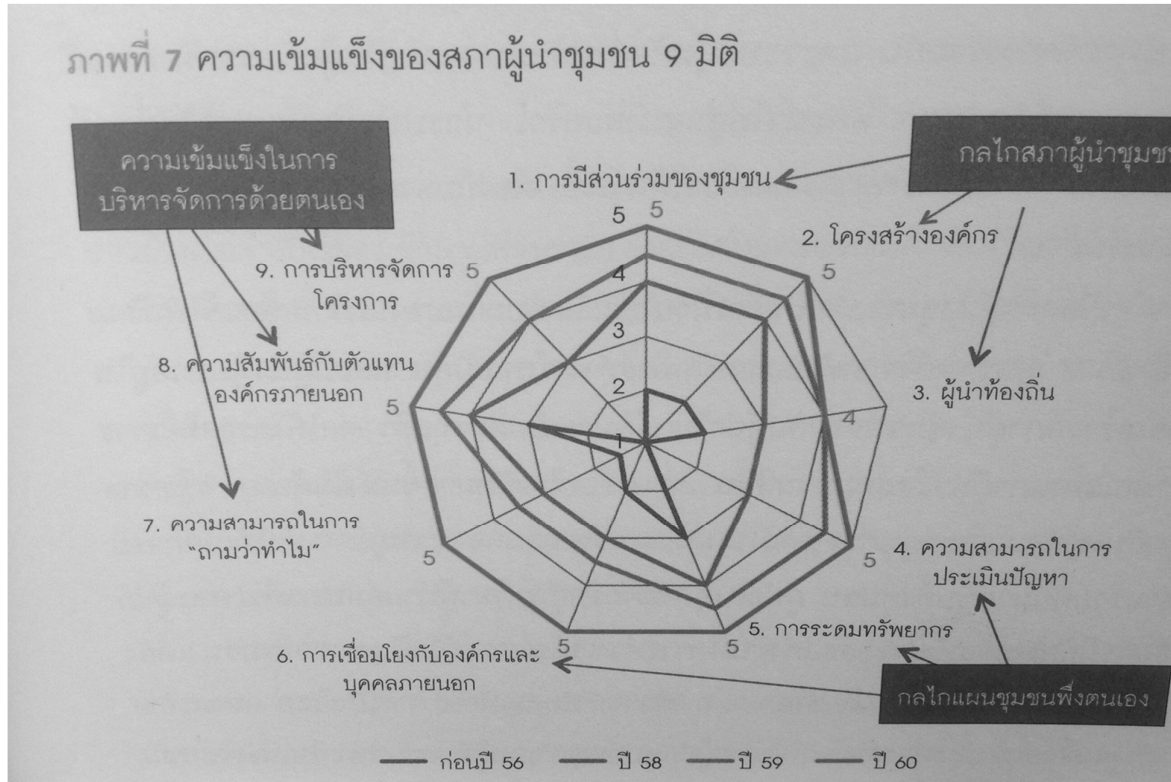 ภาพที่ 7 ความเข้มแข็งของสภาผู้นำชุมชน 9 มิติ
ความเข้มแข็งในการ
บริหารจัดการด้วยตนเอง
กลไกสภาผู้นำชุมชน
1. การมีส่วนร่วมของชุมชน
2. โครงสร้างองค์กร
3. ผู้นำท้องถิ่น
4. ความสามารถในการ
ประเมินปัญหา
5. การระดมทรัพยากร
6. การเชื่อมโยงกับองค์กรและ
บุคคลภายนอก
7. ความสามารถในการ
“ถามว่าทำไม”
8. ความสัมพันธ์กับตัวแทน
องค์กรภายนอก
9. การบริหารจัดการ
โครงการ
5
4
3
2
1
5
5
4
5
5
5
5
5
5
กลไกแผนชุมชนพึ่งตนเอง
ก่อนปี 56 ปี 58 ปี 59 ปี 60